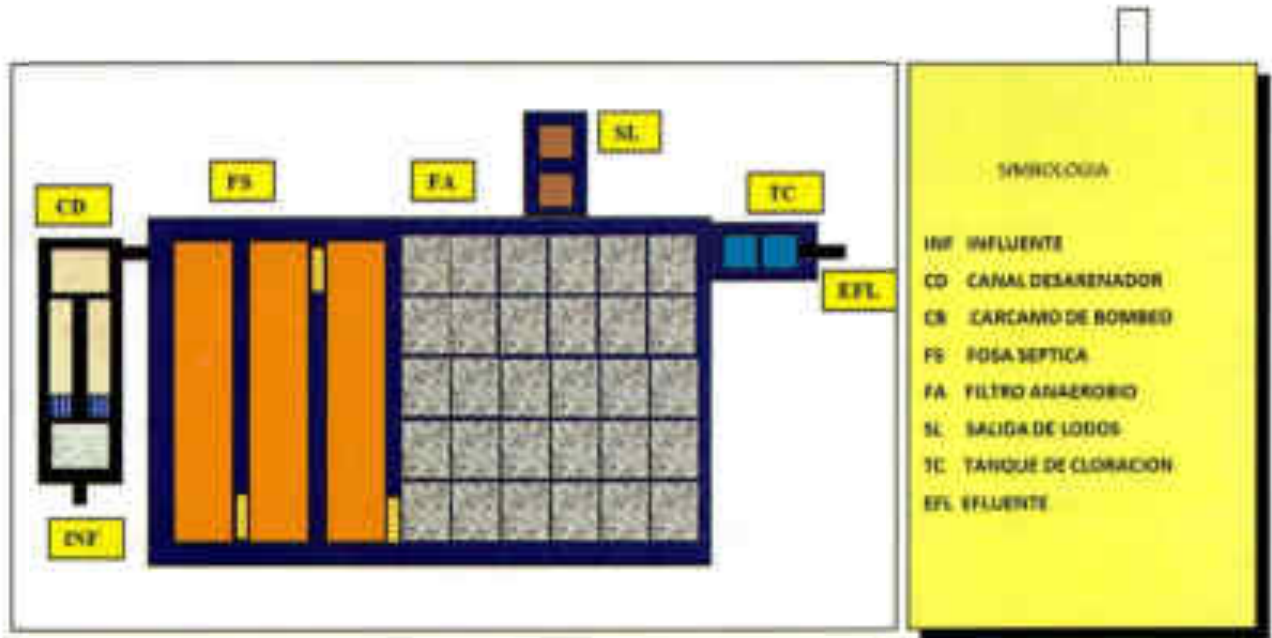 SL
FS
FA
TC
CD
EFL
INF
SIMBOLOGIA
INF INFLUENTE
CD CANAL DESARENADOR
CB CARCAMO DE BOMBEO
FS FOSA SEPTICA
FA FILTRO ANAEROBIO
SL SALIDA DE LODOS
TC TANQUE DE CLORACION
EFL EFLUENTE